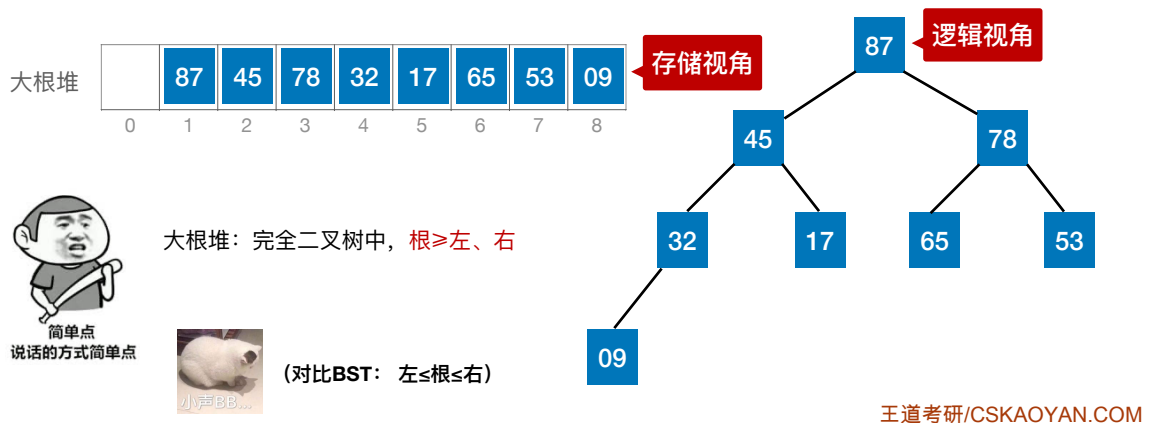 大根堆
87 45 78 32 17 65 53 09
0 1 2 3 4 5 6 7 8
存储视角
逻辑视角
87
45 78
32 17 65 53
09
大根堆：完全二叉树中，根≥左、右
简单点
说话的方式简单点
小声BB...
（对比BST： 左≤根≤右）
王道考研/CSKAOYAN.COM